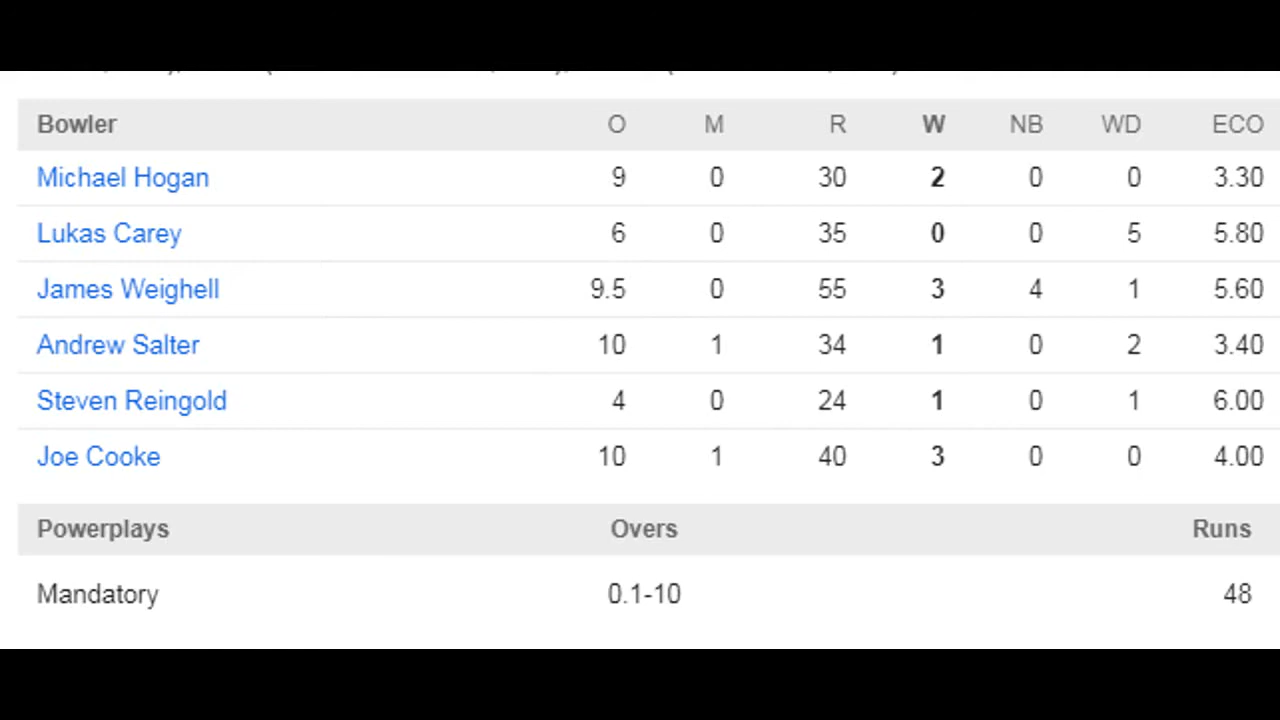 Bowler O M R W NB WD ECO
Michael Hogan 9 0 30 2 0 0 3.30
Lukas Carey 6 0 35 0 0 5 5.80
James Weighell 9.5 0 55 3 4 1 5.60
Andrew Salter 10 1 34 1 0 2 3.40
Steven Reingold 4 0 24 1 0 1 6.00
Joe Cooke 10 1 40 3 0 0 4.00
Powerplays Overs Runs
Mandatory 0.1-10 48